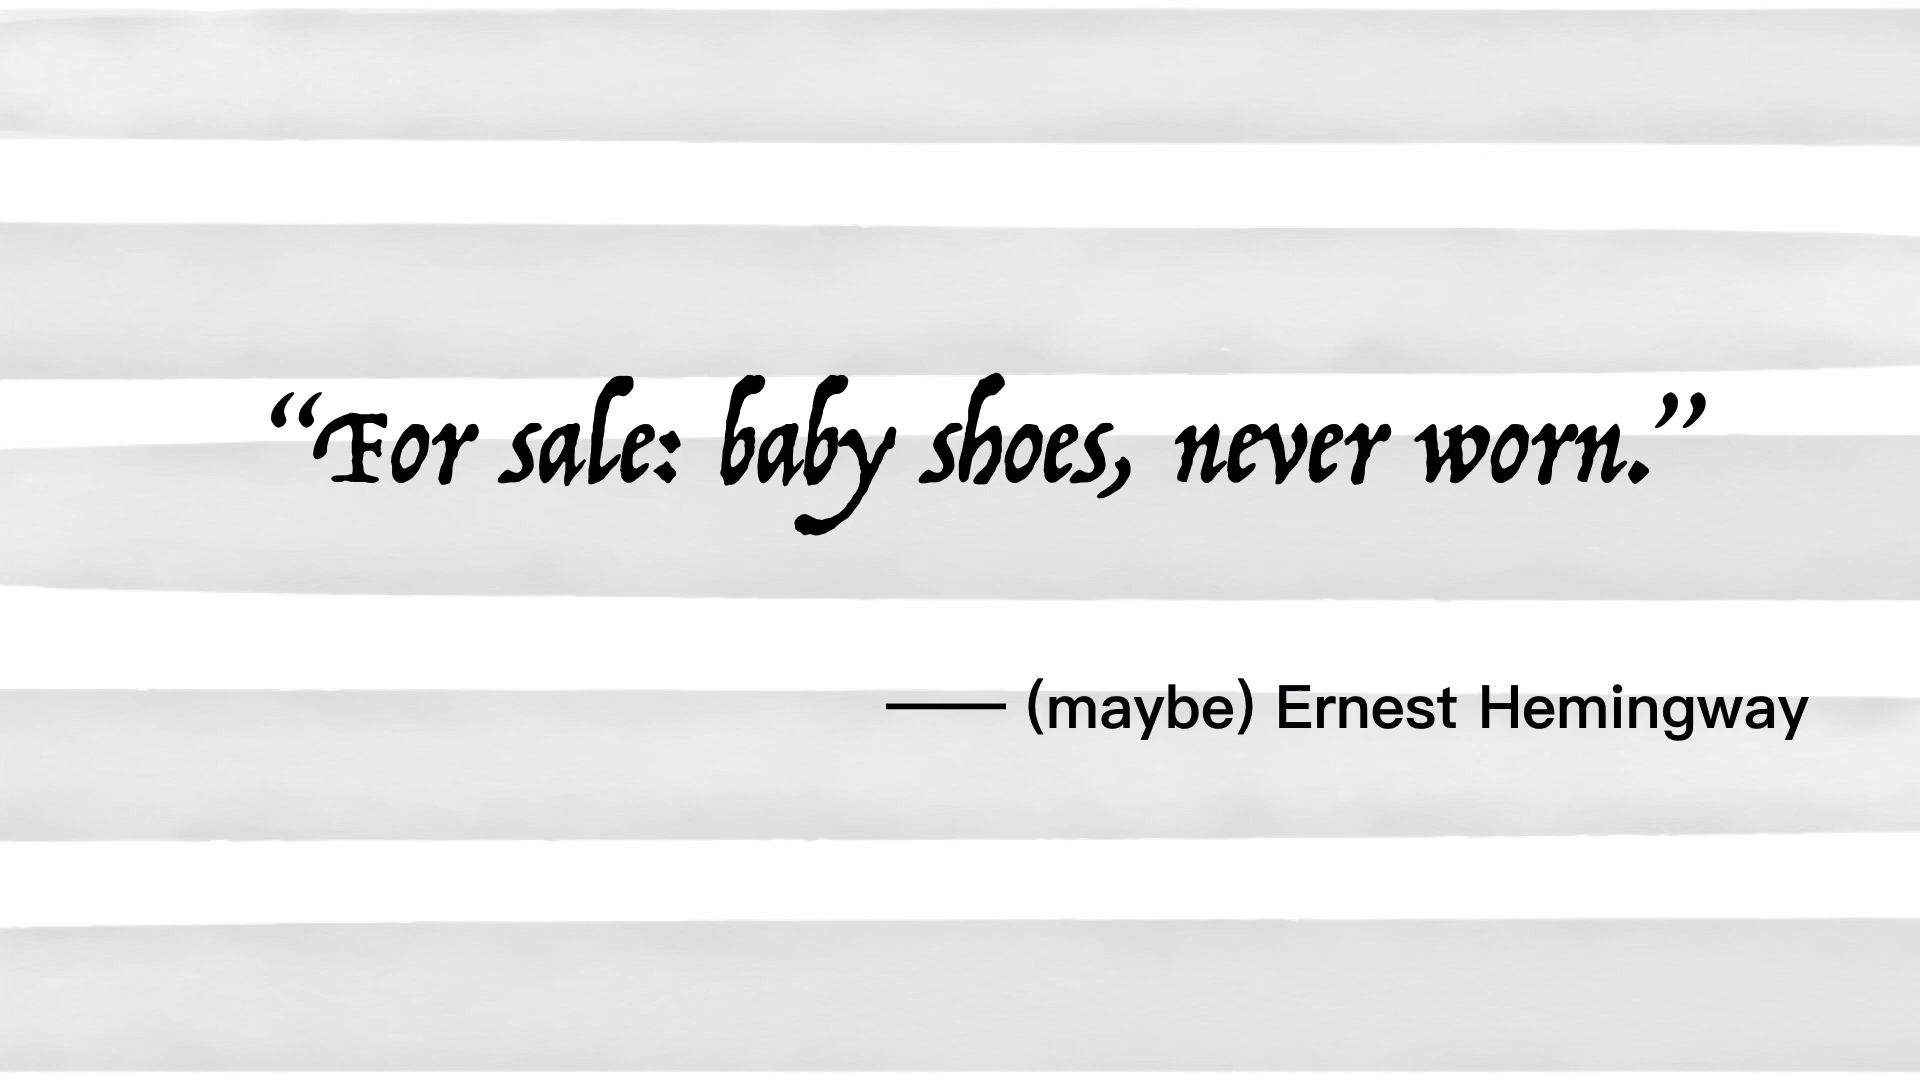 “For sale: baby shoes, never worn.”
—— (maybe) Ernest Hemingway